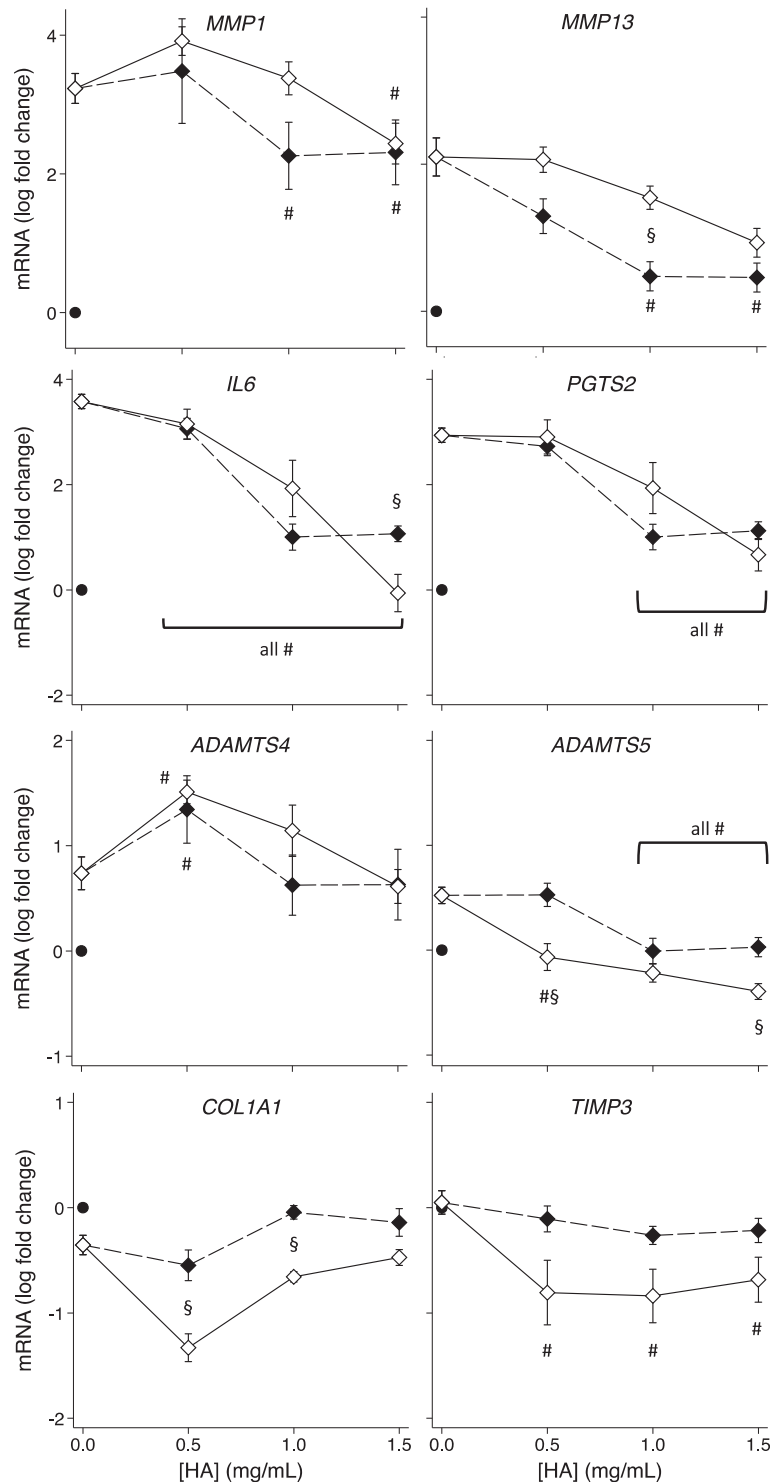 MMP1
MMP13
mRNA (log fold change)
4
2
0
#
#
#
§
#
#
IL6
PGTS2
mRNA (log fold change)
4
2
0
-2
§
all #
all #
ADAMTS4
ADAMTS5
mRNA (log fold change)
2
1
0
-1
#
#
all #
#§
§
COL1A1
TIMP3
mRNA (log fold change)
1
0
-1
-2
§
§
#
#
#
0.0
0.5
1.0
1.5
0.0
0.5
1.0
1.5
[HA] (mg/mL)
[HA] (mg/mL)